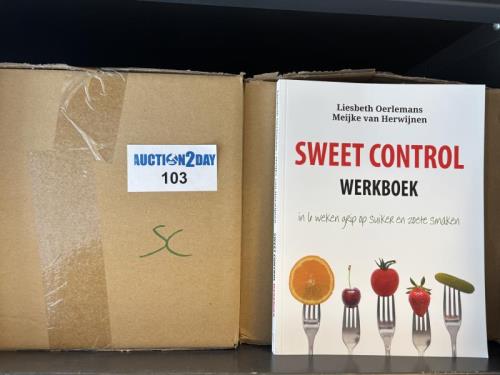 AUCTION2DAY
103
SC
Liesbeth Oerlemans
Meijke van Herwijnen
SWEET CONTROL
WERKBOEK
in 6 weken grip op suiker en zoete smaken